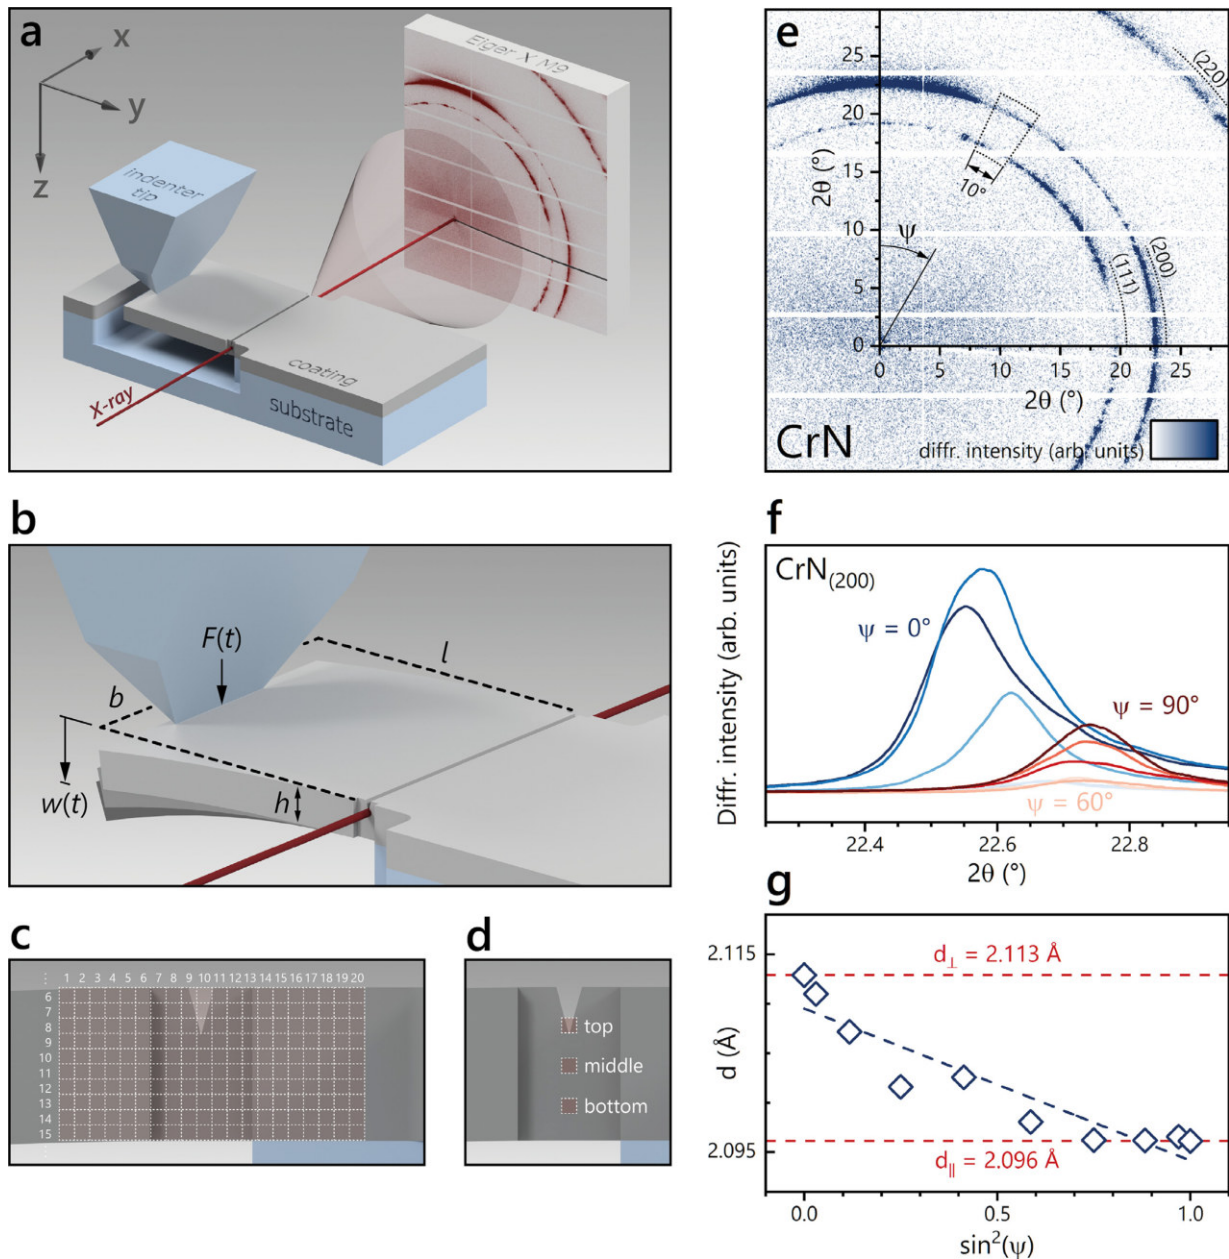 a
x
y
z
indenter
tip
Eiger X M9
coating
X-ray
substrate
b
F(t)
l
b
w(t)
h
c
1 2 3 4 5 6 7 8 9 10 11 12 13 14 15 16 17 18 19 20
6
7
8
9
10
11
12
13
14
15
d
top
middle
bottom
e
25
20
15
10
5
0
2θ (°)
10°
ψ
(220)
(200)
(111)
0 5 10 15 20 25
2θ (°)
CrN
diffr. intensity (arb. units)
f
CrN(200)
ψ = 0°
ψ = 90°
ψ = 60°
Diffr. intensity (arb. units)
22.4 22.6 22.8
2θ (°)
g
2.115
2.095
d (Å)
d⊥ = 2.113 Å
d∥ = 2.096 Å
0.0 0.5 1.0
sin²(ψ)